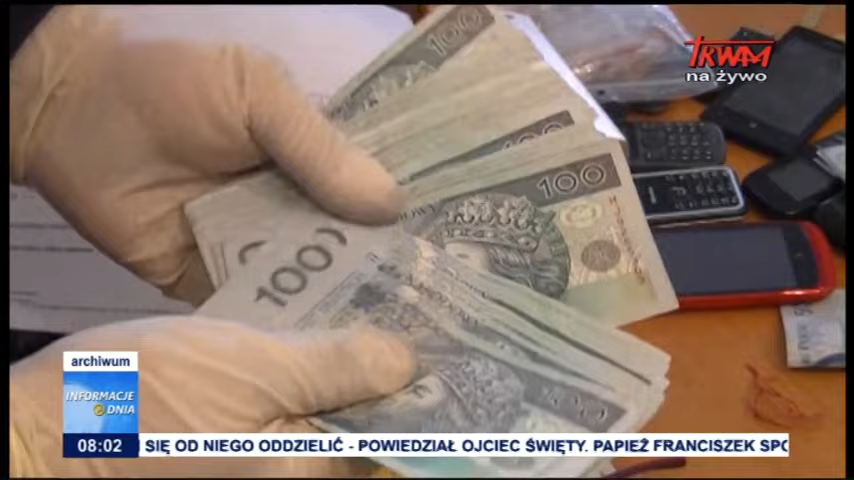 100
TRWAM
na żywo
100
100
100
archiwum
INFORMACJE
DNIA
08:02
SIĘ OD NIEGO ODDZIELIĆ - POWIEDZIAŁ OJCIEC ŚWIĘTY. PAPIEŻ FRANCISZEK